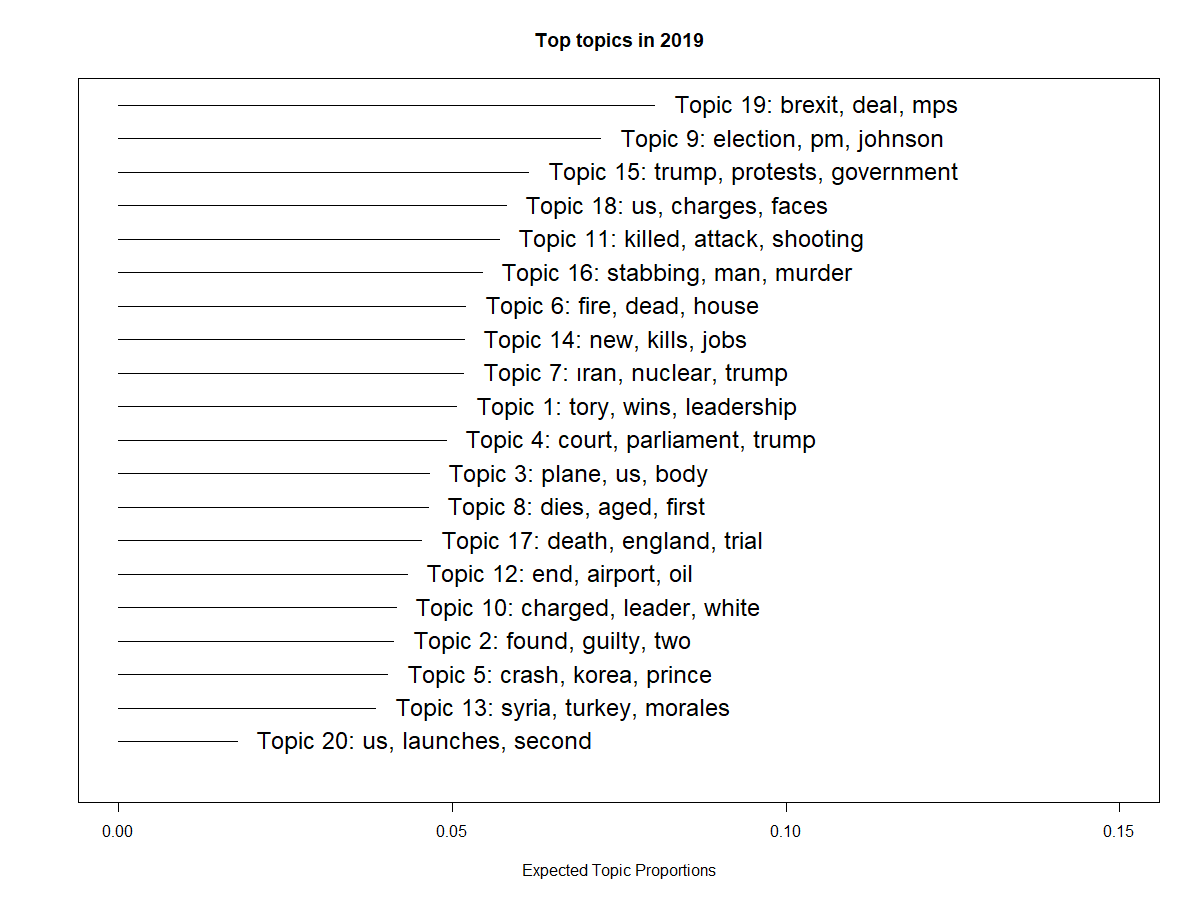 Top topics in 2019
Topic 19: brexit, deal, mps
Topic 9: election, pm, johnson
Topic 15: trump, protests, government
Topic 18: us, charges, faces
Topic 11: killed, attack, shooting
Topic 16: stabbing, man, murder
Topic 6: fire, dead, house
Topic 14: new, kills, jobs
Topic 7: ıran, nuclear, trump
Topic 1: tory, wins, leadership
Topic 4: court, parliament, trump
Topic 3: plane, us, body
Topic 8: dies, aged, first
Topic 17: death, england, trial
Topic 12: end, airport, oil
Topic 10: charged, leader, white
Topic 2: found, guilty, two
Topic 5: crash, korea, prince
Topic 13: syria, turkey, morales
Topic 20: us, launches, second
0.00 0.05 0.10 0.15
Expected Topic Proportions